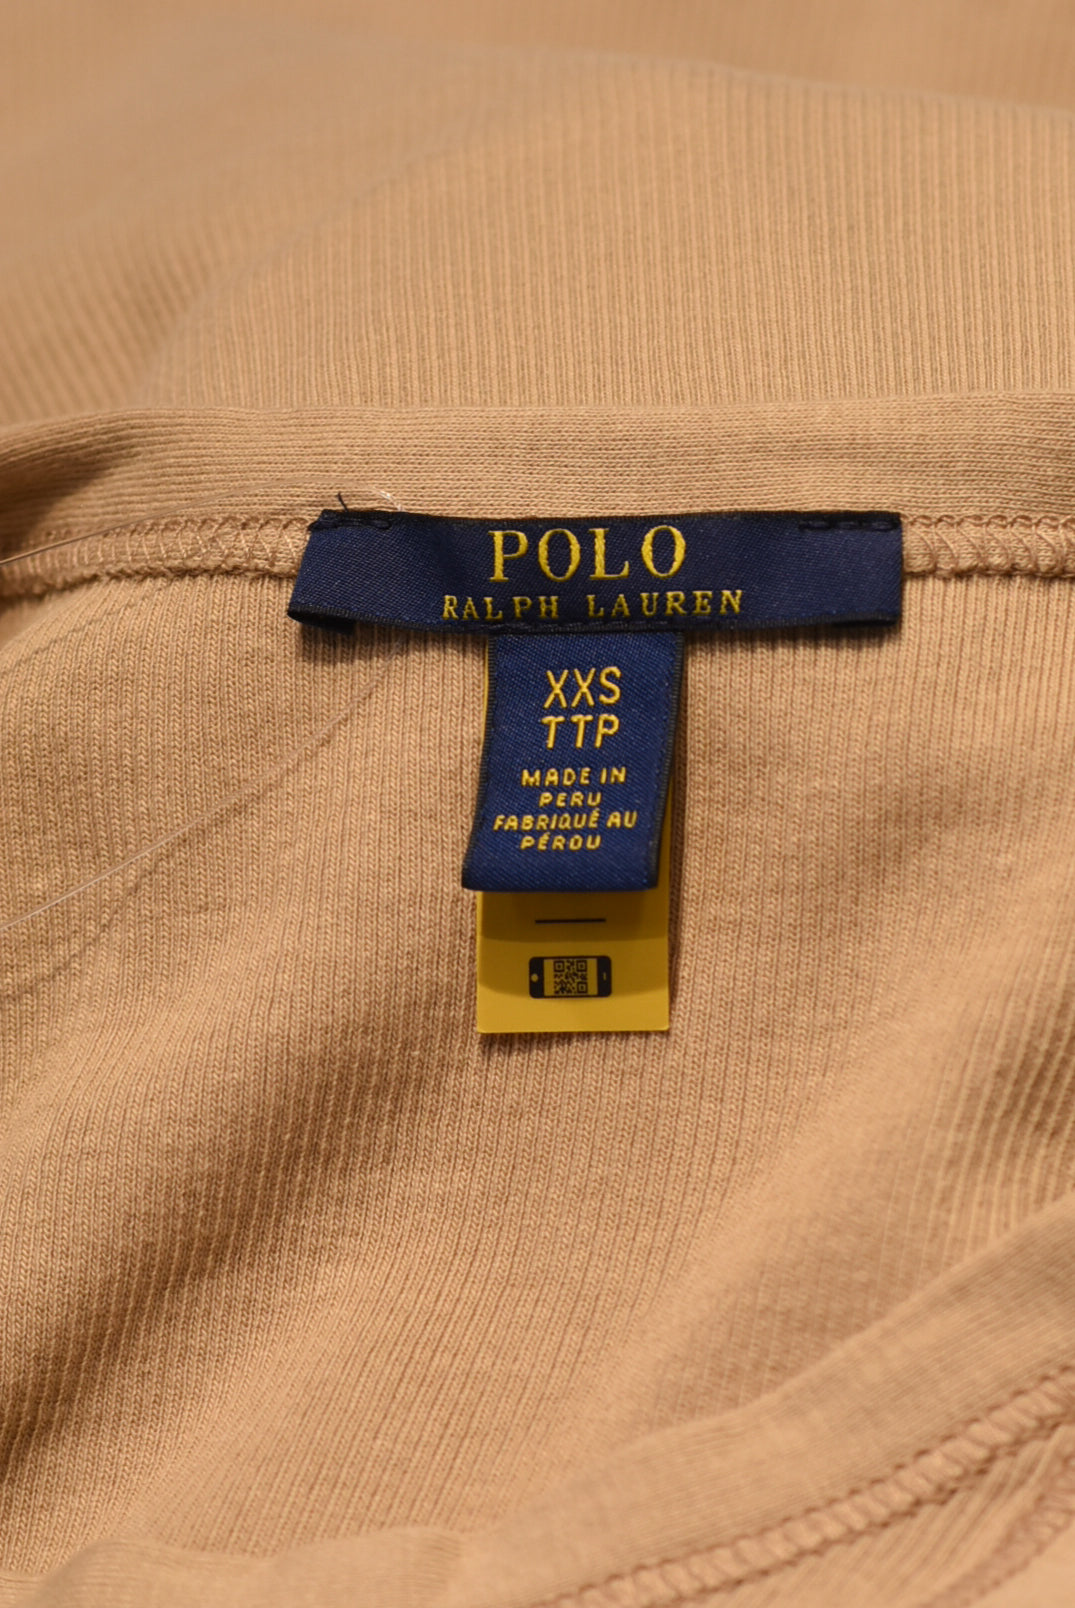 POLO
RALPH LAUREN
XXS
TTP
MADE IN
PERU
FABRIQUÉ AU
PÉROU